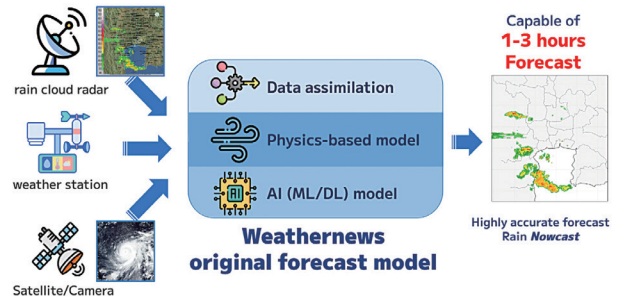 rain cloud radar
weather station
Satellite/Camera
Data assimilation
Physics-based model
AI
AI (ML/DL) model
Weathernews
original forecast model
Capable of
1-3 hours
Forecast
Highly accurate forecast
Rain Nowcast